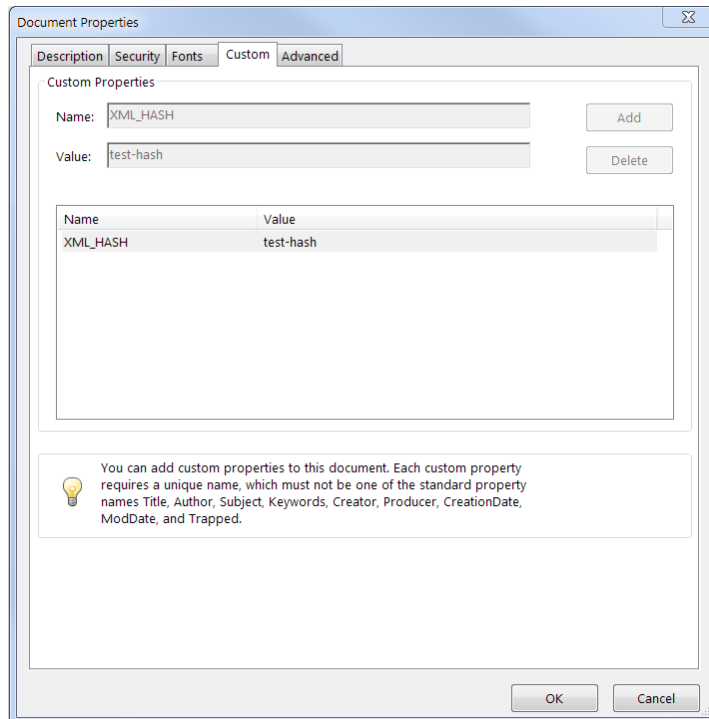 Document Properties
Description Security Fonts Custom Advanced
Custom Properties
Name: XML_HASH Add
Value: test-hash Delete
Name Value
XML_HASH test-hash
You can add custom properties to this document. Each custom property
requires a unique name, which must not be one of the standard property
names Title, Author, Subject, Keywords, Creator, Producer, CreationDate,
ModDate, and Trapped.
OK Cancel